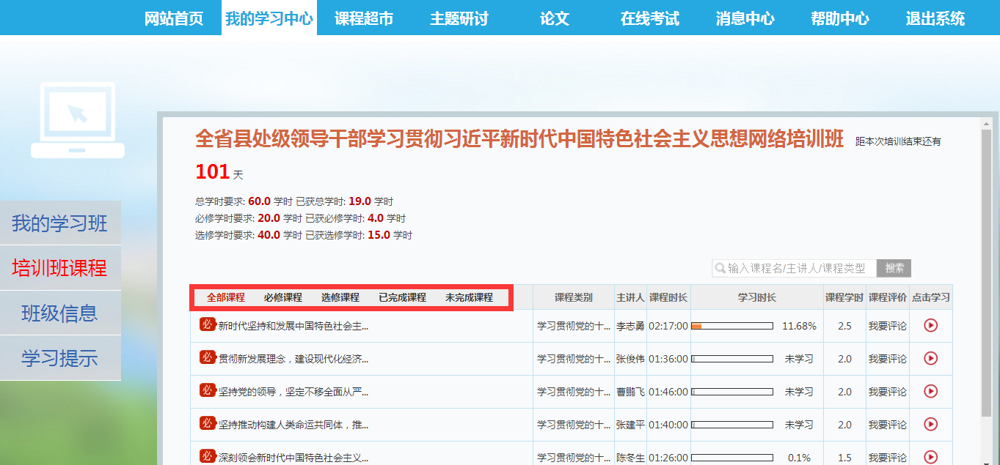 网站首页 我的学习中心 课程超市 主题研讨 论文 在线考试 消息中心 帮助中心 退出系统
全省县处级领导干部学习贯彻习近平新时代中国特色社会主义思想网络培训班 距本次培训结束还有
101 天
总学时要求: 60.0 学时 已获总学时: 19.0 学时
必修学时要求: 20.0 学时 已获必修学时: 4.0 学时
选修学时要求: 40.0 学时 已获选修学时: 15.0 学时
我的学习班
培训班课程
班级信息
学习提示
输入课程名/主讲人/课程类型 搜索
全部课程 必修课程 选修课程 已完成课程 未完成课程 课程类别 主讲人 课程时长 学习时长 课程学时 课程评价 点击学习
必 新时代坚持和发展中国特色社会主... 学习贯彻党的十... 李志勇 02:17:00 11.68% 2.5 我要评论
必 贯彻新发展理念，建设现代化经济... 学习贯彻党的十... 张俊伟 01:36:00 未学习 2.0 我要评论
必 坚持党的领导，坚定不移全面从严... 学习贯彻党的十... 曹鹏飞 01:46:00 未学习 2.0 我要评论
必 坚持推动构建人类命运共同体，推... 学习贯彻党的十... 张建平 01:40:00 未学习 2.0 我要评论
必 深刻领会新时代中国特色社会主义... 学习贯彻党的十... 陈冬生 01:26:00 0.1% 1.5 我要评论